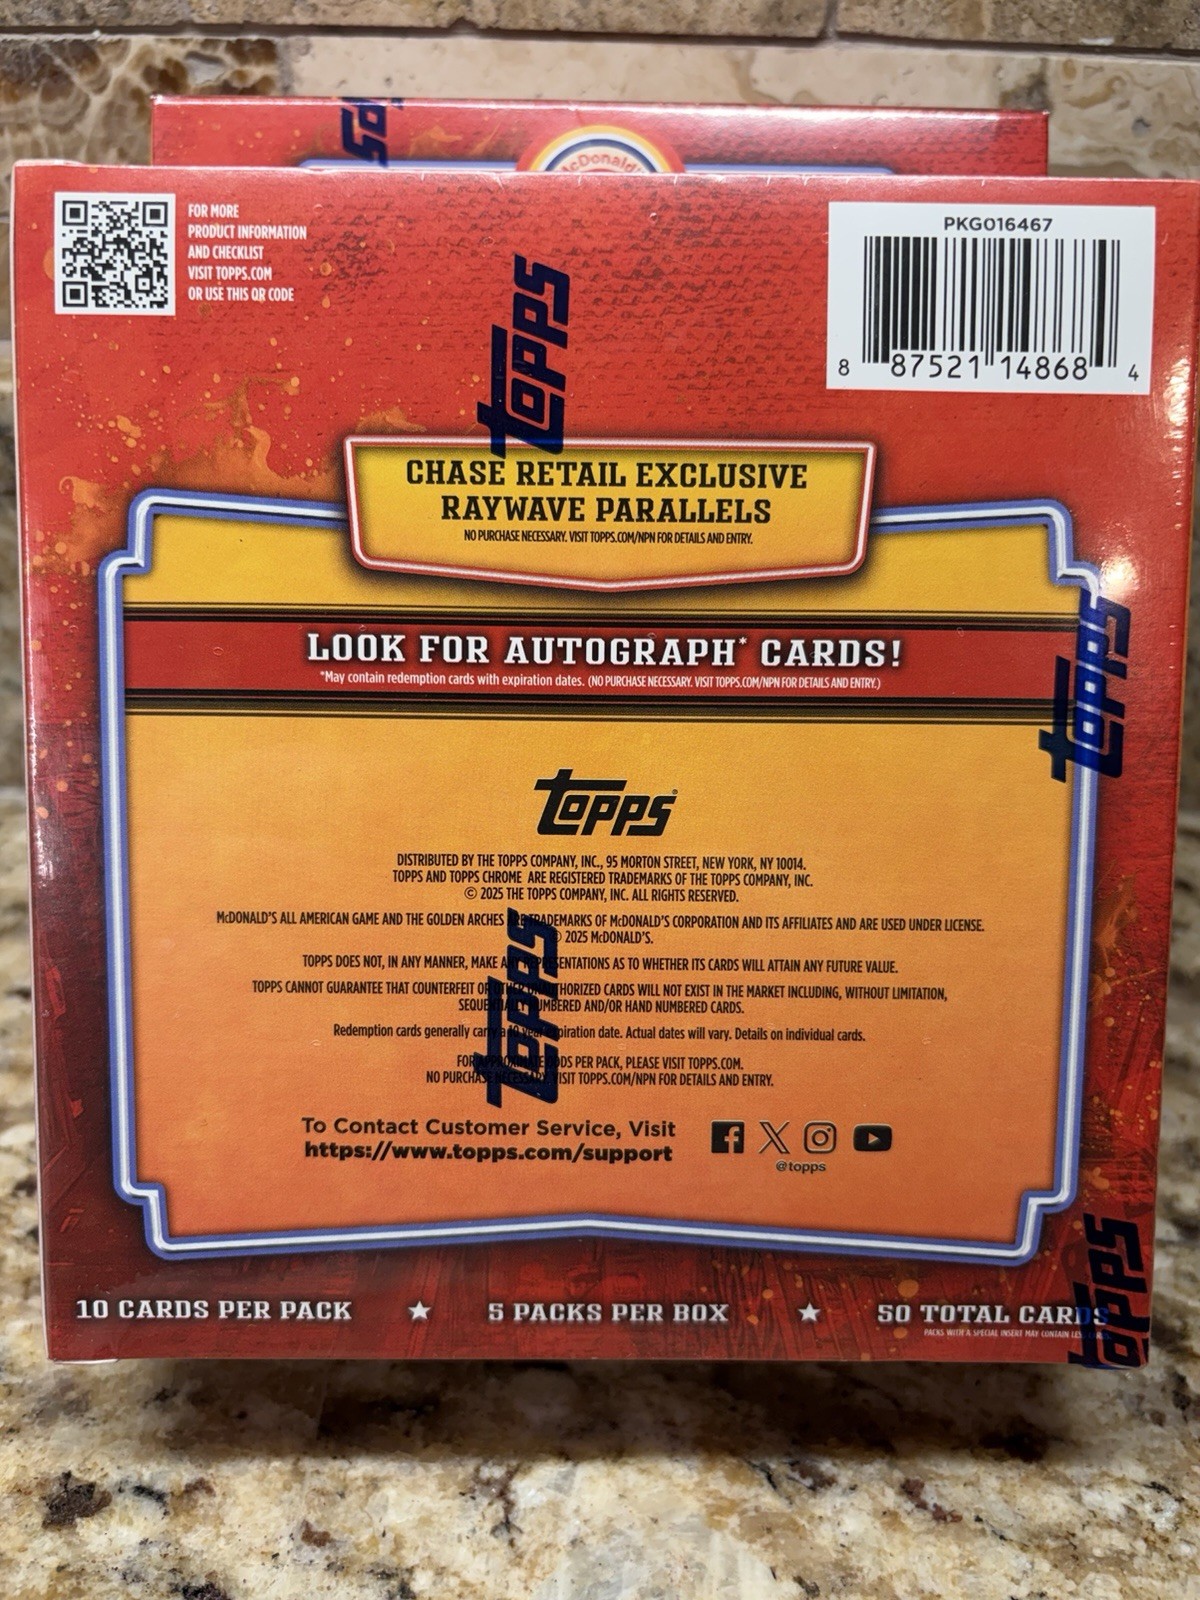 Topps
McDonald's
FOR MORE
PRODUCT INFORMATION
AND CHECKLIST
VISIT TOPPS.COM
OR USE THIS QR CODE
PKG016467
8 87521 14868 4
Topps
CHASE RETAIL EXCLUSIVE
RAYWAVE PARALLELS
NO PURCHASE NECESSARY. VISIT TOPPS.COM/NPN FOR DETAILS AND ENTRY.
LOOK FOR AUTOGRAPH* CARDS!
*May contain redemption cards with expiration dates. (NO PURCHASE NECESSARY. VISIT TOPPS.COM/NPN FOR DETAILS AND ENTRY.)
Topps
Topps®
DISTRIBUTED BY THE TOPPS COMPANY, INC., 95 MORTON STREET, NEW YORK, NY 10014.
TOPPS AND TOPPS CHROME ARE REGISTERED TRADEMARKS OF THE TOPPS COMPANY, INC.
© 2025 THE TOPPS COMPANY, INC. ALL RIGHTS RESERVED.
McDONALD'S ALL AMERICAN GAME AND THE GOLDEN ARCHES ARE TRADEMARKS OF McDONALD'S CORPORATION AND ITS AFFILIATES AND ARE USED UNDER LICENSE.
© 2025 McDONALD'S.
TOPPS DOES NOT, IN ANY MANNER, MAKE ANY REPRESENTATIONS AS TO WHETHER ITS CARDS WILL ATTAIN ANY FUTURE VALUE.
TOPPS CANNOT GUARANTEE THAT COUNTERFEIT OR OTHER UNAUTHORIZED CARDS WILL NOT EXIST IN THE MARKET INCLUDING, WITHOUT LIMITATION,
SEQUENTIALLY NUMBERED AND/OR HAND NUMBERED CARDS.
Redemption cards generally carry a 10 year expiration date. Actual dates will vary. Details on individual cards.
FOR APPROXIMATE ODDS PER PACK, PLEASE VISIT TOPPS.COM.
NO PURCHASE NECESSARY. VISIT TOPPS.COM/NPN FOR DETAILS AND ENTRY.
Topps
To Contact Customer Service, Visit
https://www.topps.com/support
@topps
10 CARDS PER PACK ★ 5 PACKS PER BOX ★ 50 TOTAL CARDS
PACKS WITH A SPECIAL INSERT MAY CONTAIN LESS CARDS.
Topps